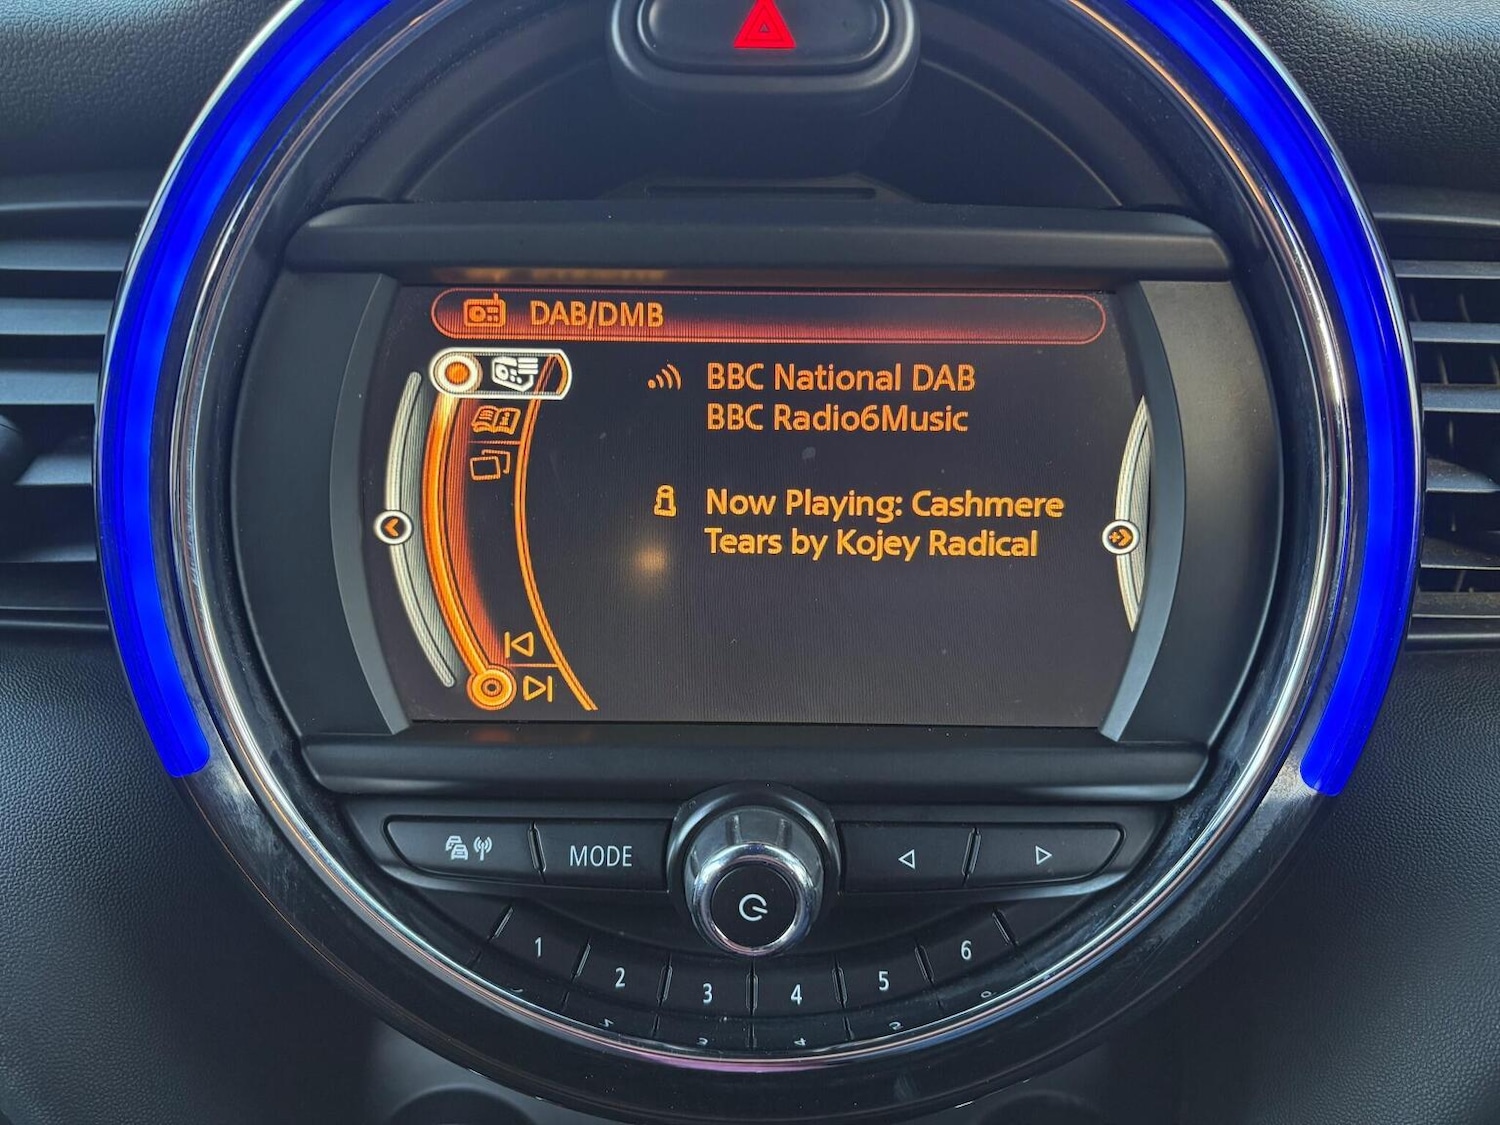 DAB/DMB
BBC National DAB
BBC Radio6Music
Now Playing: Cashmere
Tears by Kojey Radical
MODE
1 2 3 4 5 6